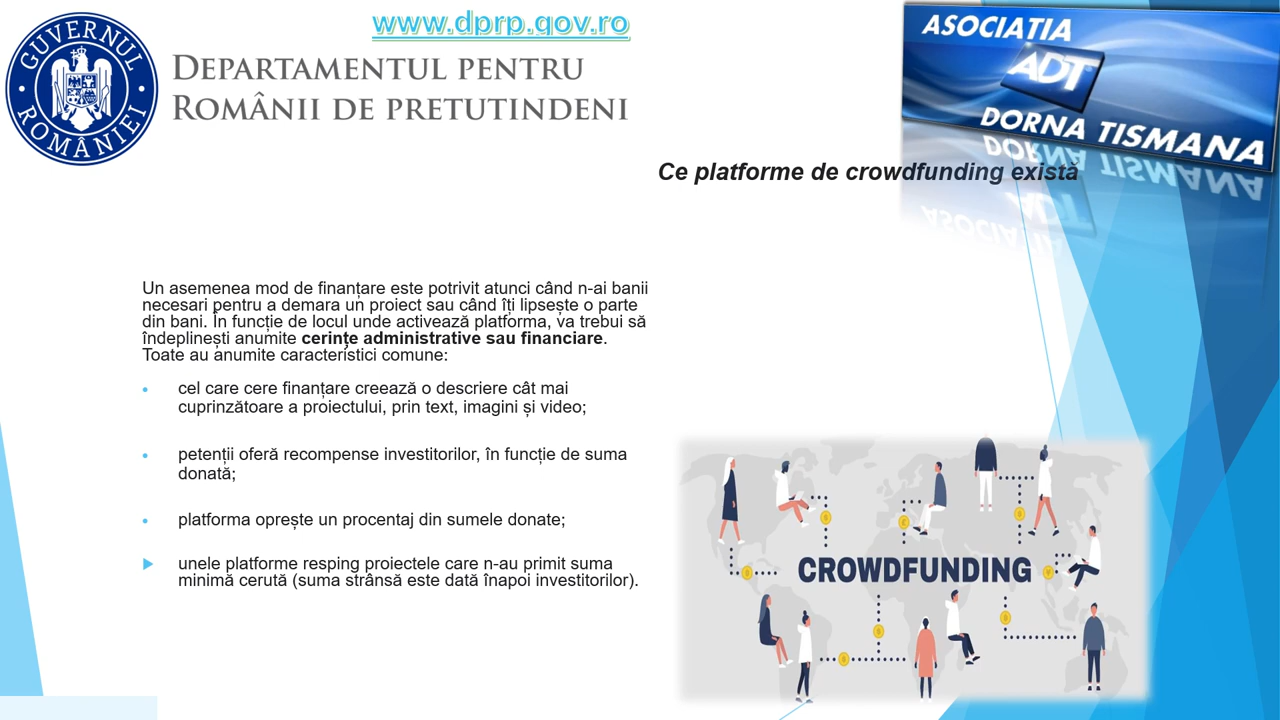 www.dprp.gov.ro
GUVERNUL ROMÂNIEI
DEPARTAMENTUL PENTRU
ROMÂNII DE PRETUTINDENI
ASOCIATIA
ADT
DORNA TISMANA
Ce platforme de crowdfunding există
Un asemenea mod de finanțare este potrivit atunci când n-ai banii
necesari pentru a demara un proiect sau când îți lipsește o parte
din bani. În funcție de locul unde activează platforma, va trebui să
îndeplinești anumite cerințe administrative sau financiare.
Toate au anumite caracteristici comune:
cel care cere finanțare creează o descriere cât mai
cuprinzătoare a proiectului, prin text, imagini și video;
petenții oferă recompense investitorilor, în funcție de suma
donată;
platforma oprește un procentaj din sumele donate;
unele platforme resping proiectele care n-au primit suma
minimă cerută (suma strânsă este dată înapoi investitorilor).
CROWDFUNDING